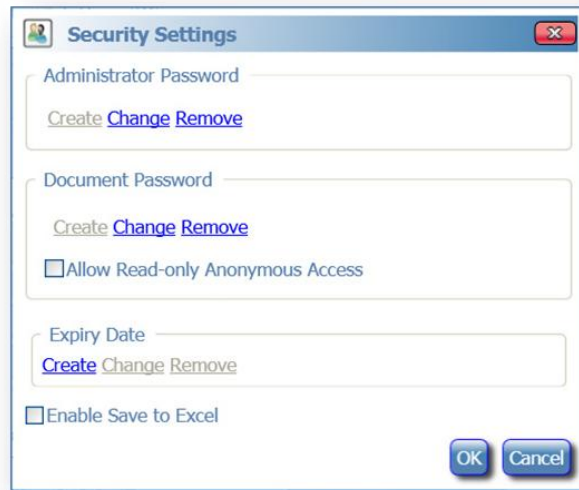 Security Settings
Administrator Password
Create Change Remove
Document Password
Create Change Remove
Allow Read-only Anonymous Access
Expiry Date
Create Change Remove
Enable Save to Excel
OK Cancel